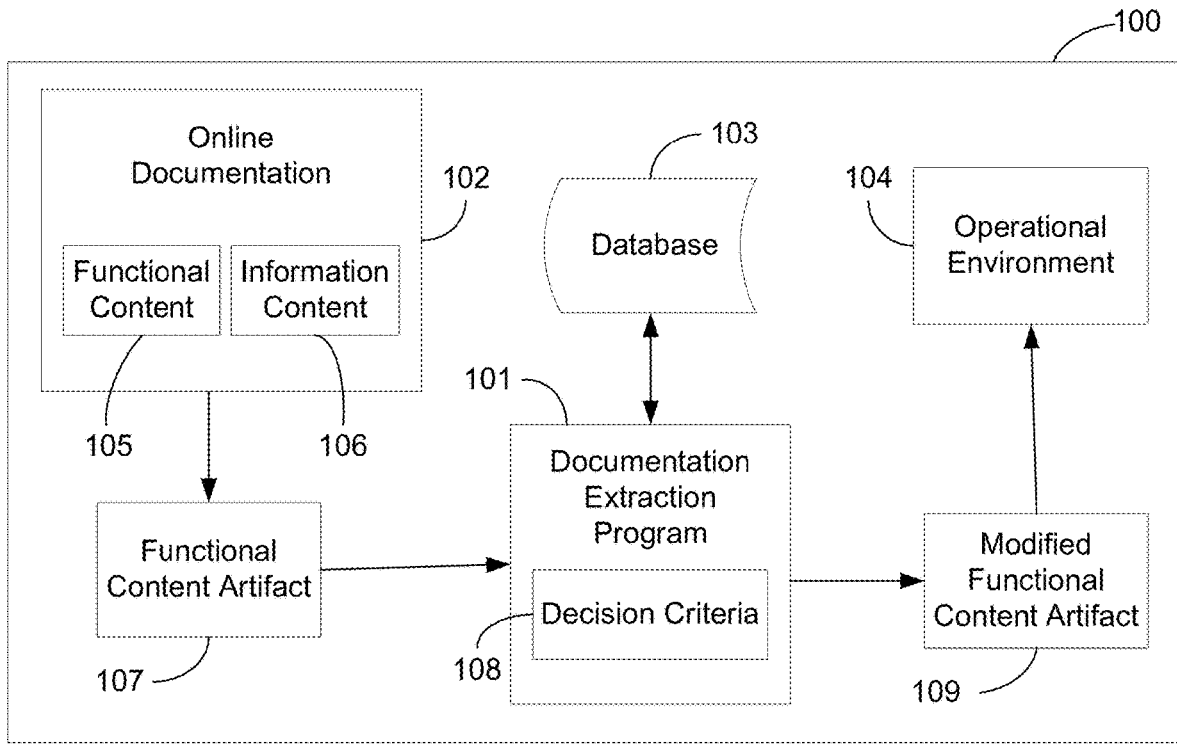 100
Online
Documentation
102
Functional
Content
Information
Content
105
106
103
Database
104
Operational
Environment
101
Documentation
Extraction
Program
Decision Criteria
108
Functional
Content Artifact
107
Modified
Functional
Content Artifact
109